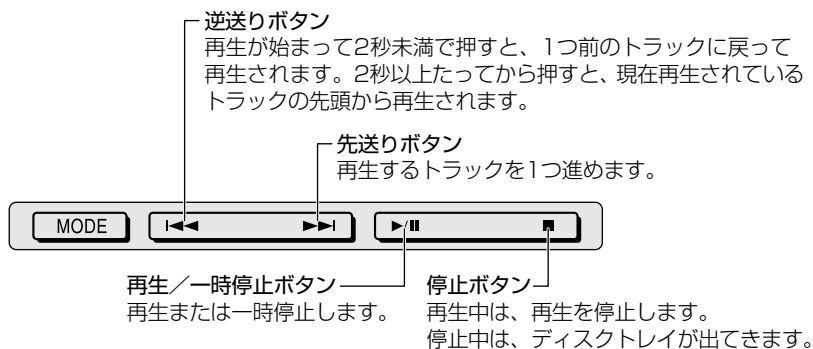 逆送りボタン
再生が始まって2秒未満で押すと、1つ前のトラックに戻って
再生されます。2秒以上たってから押すと、現在再生されている
トラックの先頭から再生されます。
先送りボタン
再生するトラックを1つ進めます。
MODE
再生／一時停止ボタン
再生または一時停止します。
停止ボタン
再生中は、再生を停止します。
停止中は、ディスクトレイが出てきます。